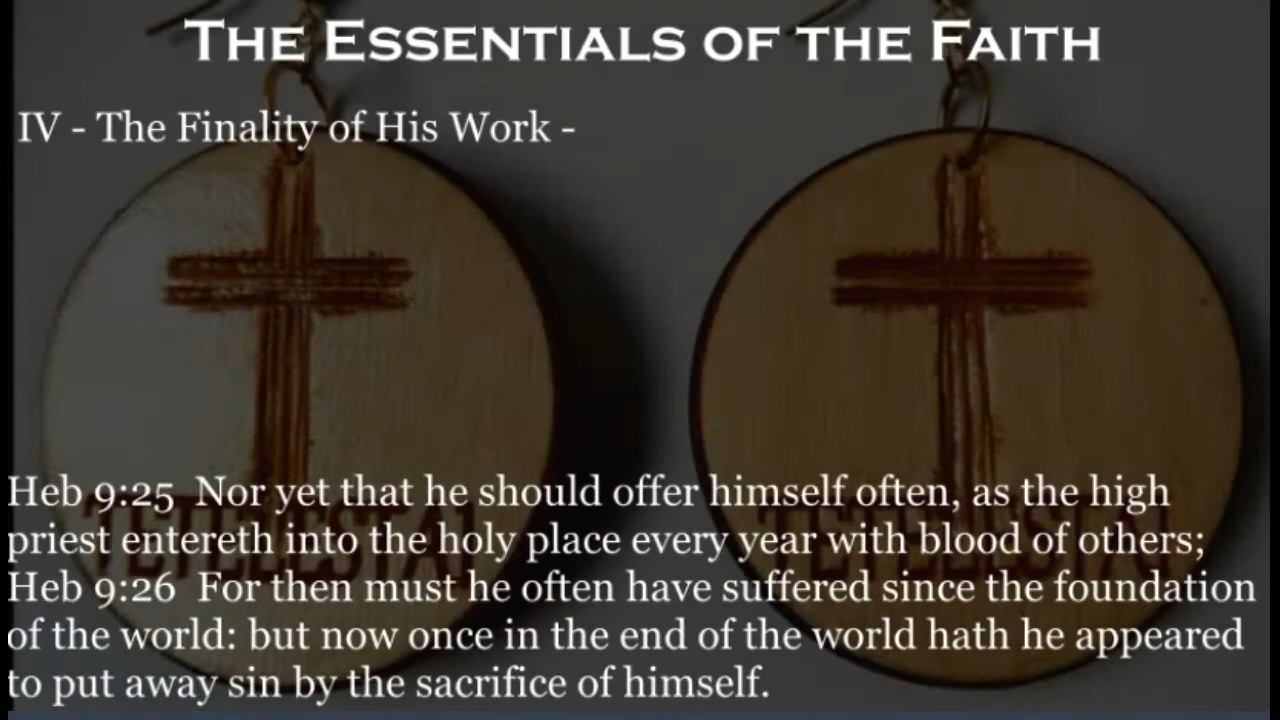 THE ESSENTIALS OF THE FAITH
IV - The Finality of His Work -
Heb 9:25 Nor yet that he should offer himself often, as the high
priest entereth into the holy place every year with blood of others;
Heb 9:26 For then must he often have suffered since the foundation
of the world: but now once in the end of the world hath he appeared
to put away sin by the sacrifice of himself.
TETELESTAI
TETELESTAI